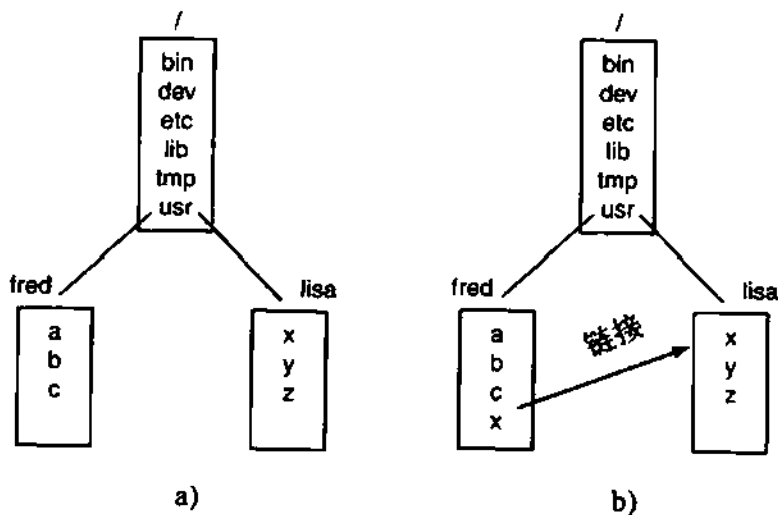 /
bin
dev
etc
lib
tmp
usr
fred
lisa
a
b
c
x
y
z
a)
/
bin
dev
etc
lib
tmp
usr
fred
lisa
链接
a
b
c
x
x
y
z
b)